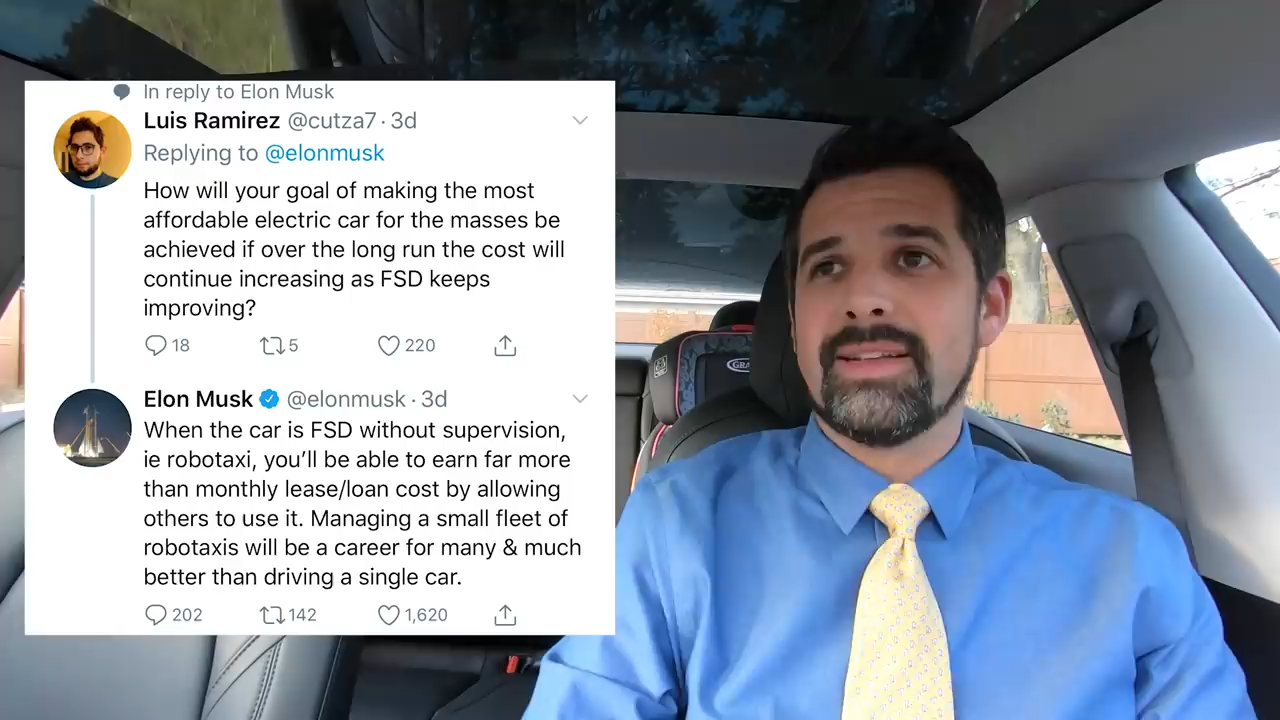 In reply to Elon Musk
Luis Ramirez @cutza7 · 3d
Replying to @elonmusk
How will your goal of making the most
affordable electric car for the masses be
achieved if over the long run the cost will
continue increasing as FSD keeps
improving?
18 5 220
Elon Musk @elonmusk · 3d
When the car is FSD without supervision,
ie robotaxi, you’ll be able to earn far more
than monthly lease/loan cost by allowing
others to use it. Managing a small fleet of
robotaxis will be a career for many & much
better than driving a single car.
202 142 1,620